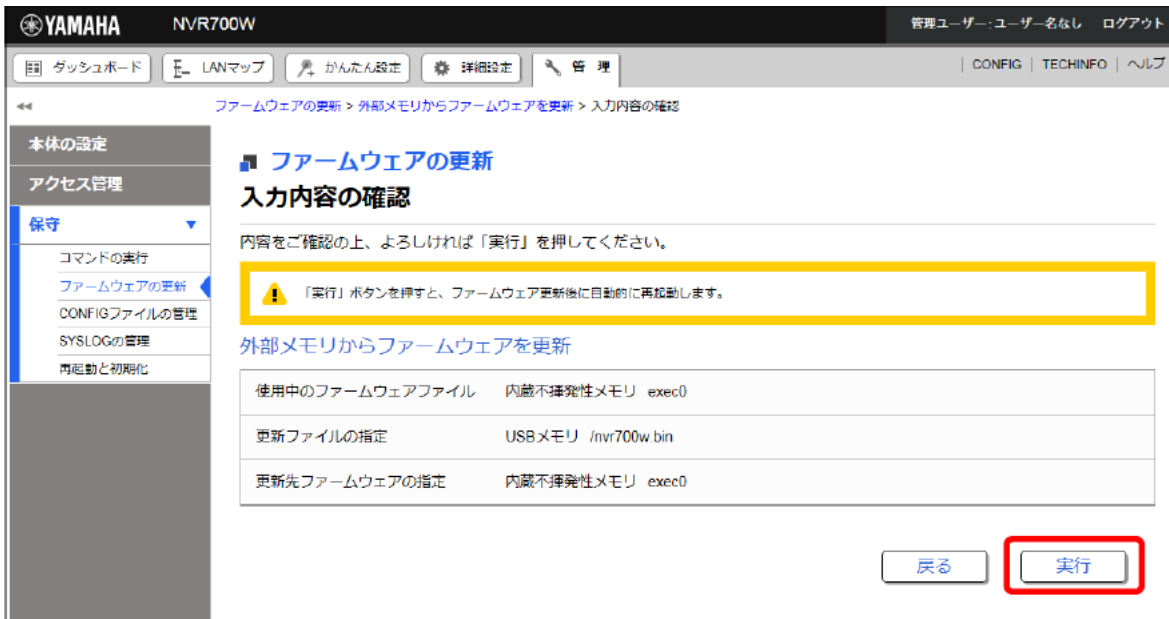 YAMAHA NVR700W 管理ユーザー:ユーザー名なし ログアウト
ダッシュボード LANマップ かんたん設定 詳細設定 管理 | CONFIG | TECHINFO | ヘルプ
ファームウェアの更新 > 外部メモリからファームウェアを更新 > 入力内容の確認
本体の設定
アクセス管理
保守
コマンドの実行
ファームウェアの更新
CONFIGファイルの管理
SYSLOGの管理
再起動と初期化
ファームウェアの更新
入力内容の確認
内容をご確認の上、よろしければ「実行」を押してください。
「実行」ボタンを押すと、ファームウェア更新後に自動的に再起動します。
外部メモリからファームウェアを更新
使用中のファームウェアファイル 内蔵不揮発性メモリ exec0
更新ファイルの指定 USBメモリ /nvr700w.bin
更新先ファームウェアの指定 内蔵不揮発性メモリ exec0
戻る 実行